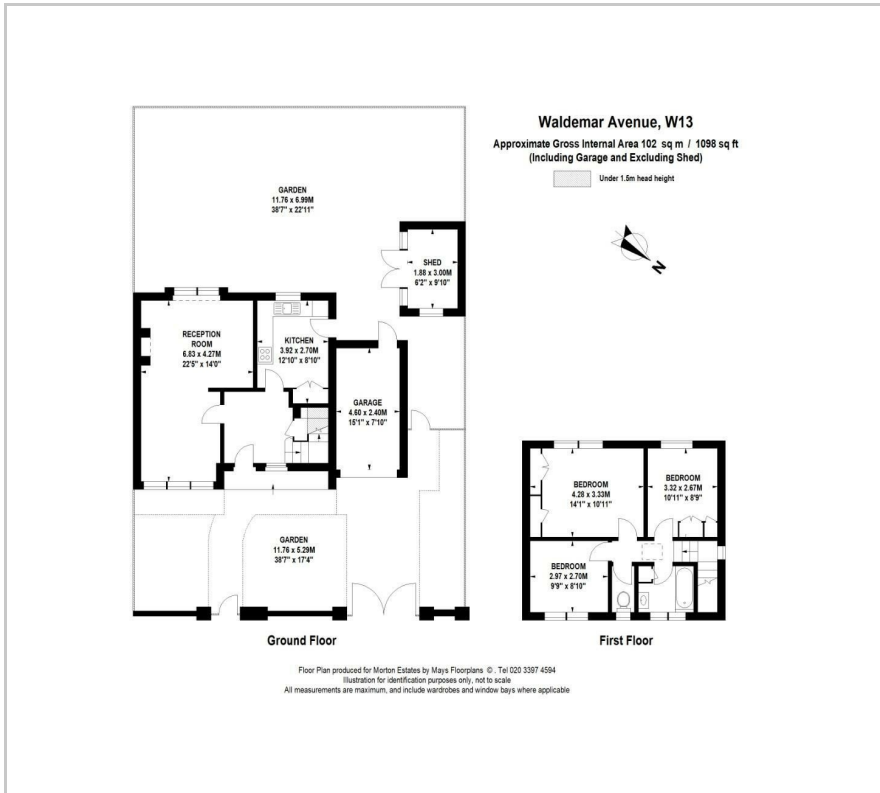 Waldemar Avenue, W13
Approximate Gross Internal Area 102 sq m / 1098 sq ft
(Including Garage and Excluding Shed)
Under 1.5m head height
N
GARDEN
11.76 x 6.99M
38'7" x 22'11"
SHED
1.88 x 3.00M
6'2" x 9'10"
RECEPTION
ROOM
6.83 x 4.27M
22'5" x 14'0"
KITCHEN
3.92 x 2.70M
12'10" x 8'10"
GARAGE
4.60 x 2.40M
15'1" x 7'10"
GARDEN
11.76 x 5.29M
38'7" x 17'4"
Ground Floor
BEDROOM
4.28 x 3.33M
14'1" x 10'11"
BEDROOM
3.32 x 2.67M
10'11" x 8'9"
BEDROOM
2.97 x 2.70M
9'9" x 8'10"
First Floor
Floor Plan produced for Morton Estates by Mays Floorplans © . Tel 020 3397 4594
Illustration for identification purposes only, not to scale
All measurements are maximum, and include wardrobes and window bays where applicable